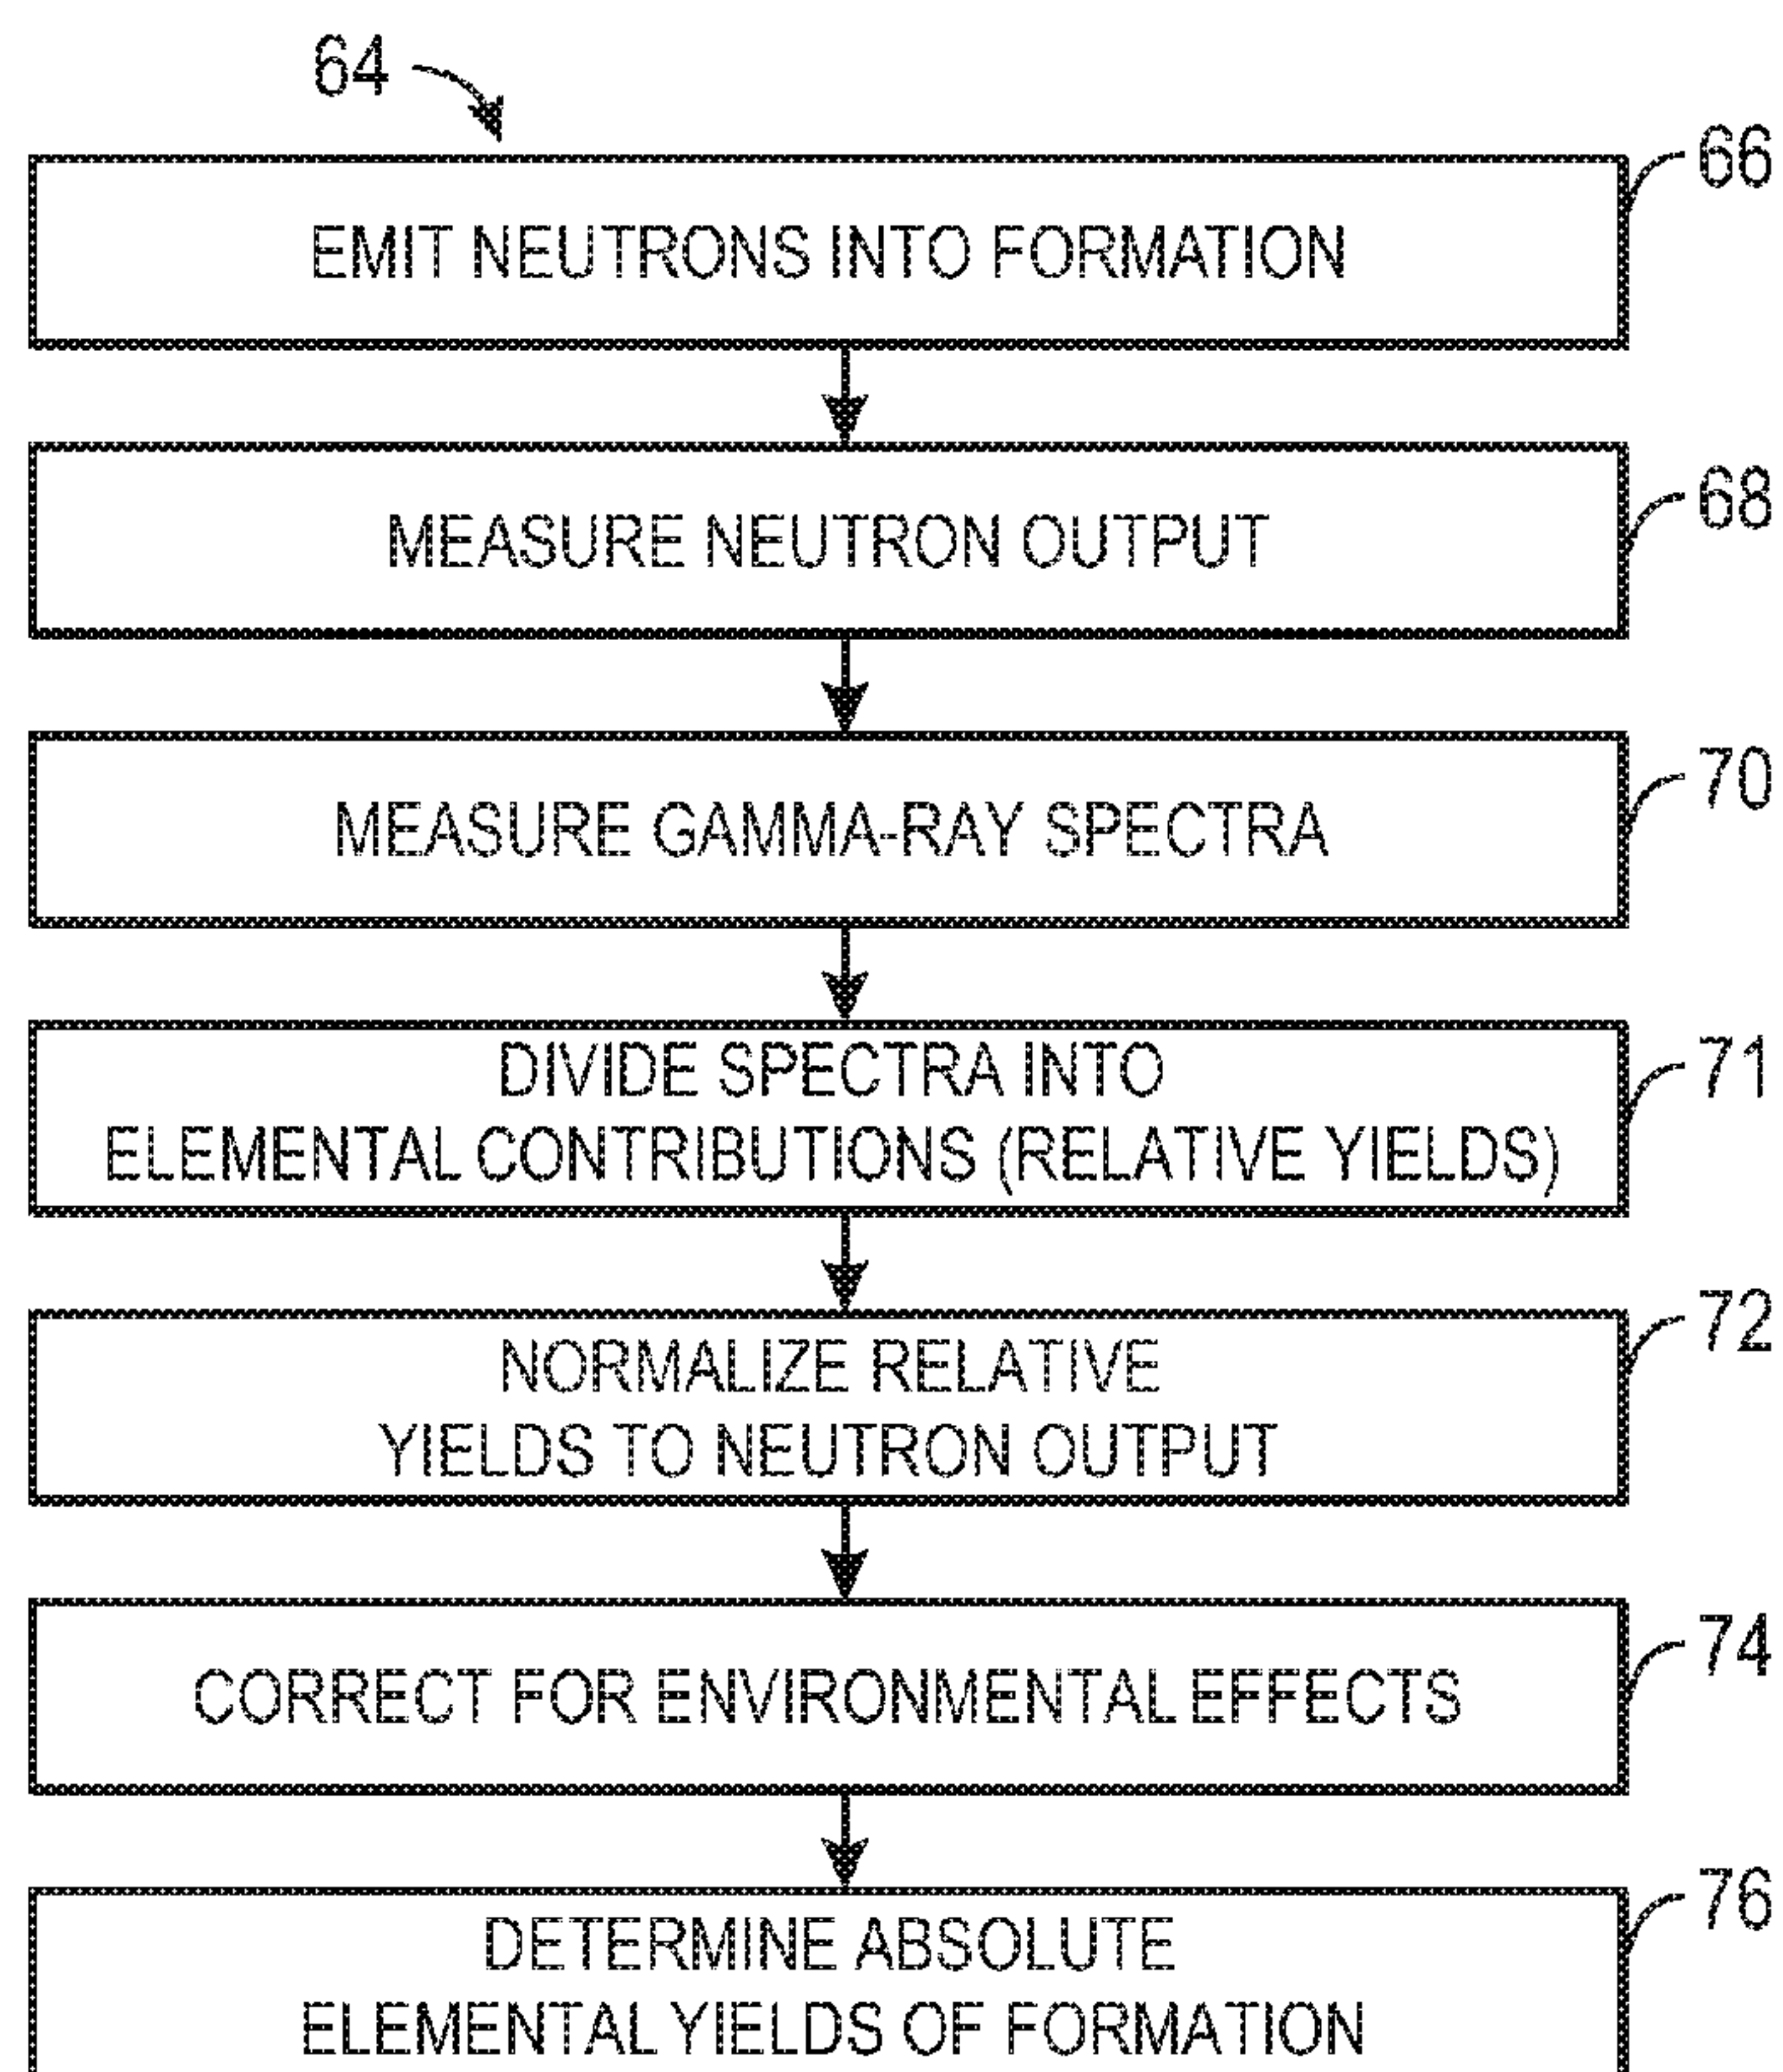 64
66
EMIT NEUTRONS INTO FORMATION
68
MEASURE NEUTRON OUTPUT
70
MEASURE GAMMA-RAY SPECTRA
71
DIVIDE SPECTRA INTO
ELEMENTAL CONTRIBUTIONS (RELATIVE YIELDS)
72
NORMALIZE RELATIVE
YIELDS TO NEUTRON OUTPUT
74
CORRECT FOR ENVIRONMENTAL EFFECTS
76
DETERMINE ABSOLUTE
ELEMENTAL YIELDS OF FORMATION